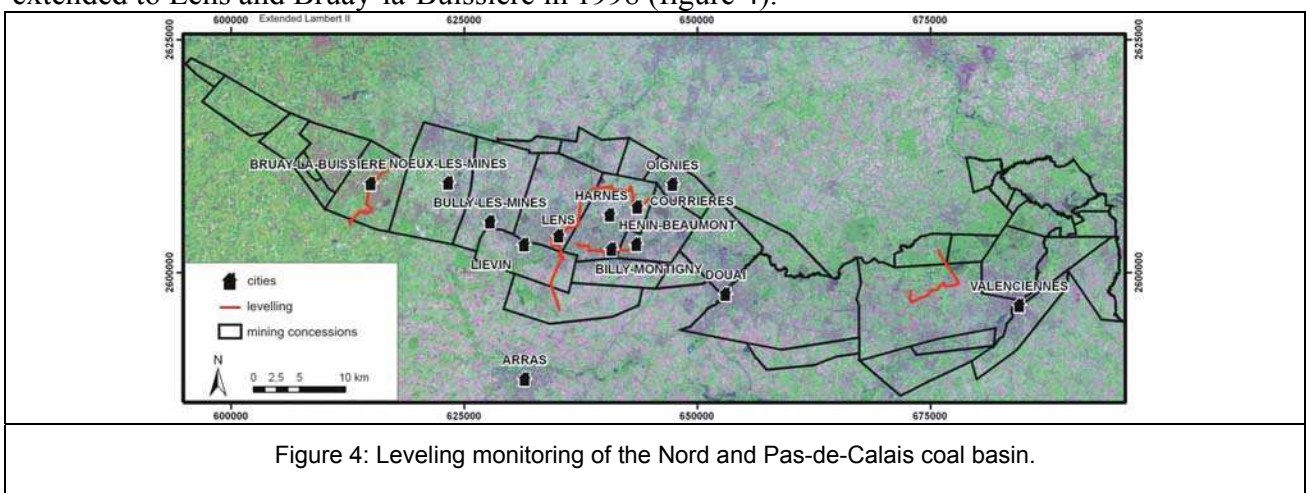 extended to Lens and Bruay-la-Buissière in 1996 (figure 4).
600000 Extended Lambert II 625000 650000 675000
2625000 2625000
BRUAY-LA-BUISSIERE NOEUX-LES-MINES OIGNIES
HARNES COURRIERES
BULLY-LES-MINES
LENS HENIN-BEAUMONT
LIEVIN BILLY-MONTIGNY DOUAI
VALENCIENNES
2600000 2600000
cities
levelling
mining concessions
N
0 2,5 5 10 km
ARRAS
600000 625000 650000 675000
Figure 4: Leveling monitoring of the Nord and Pas-de-Calais coal basin.